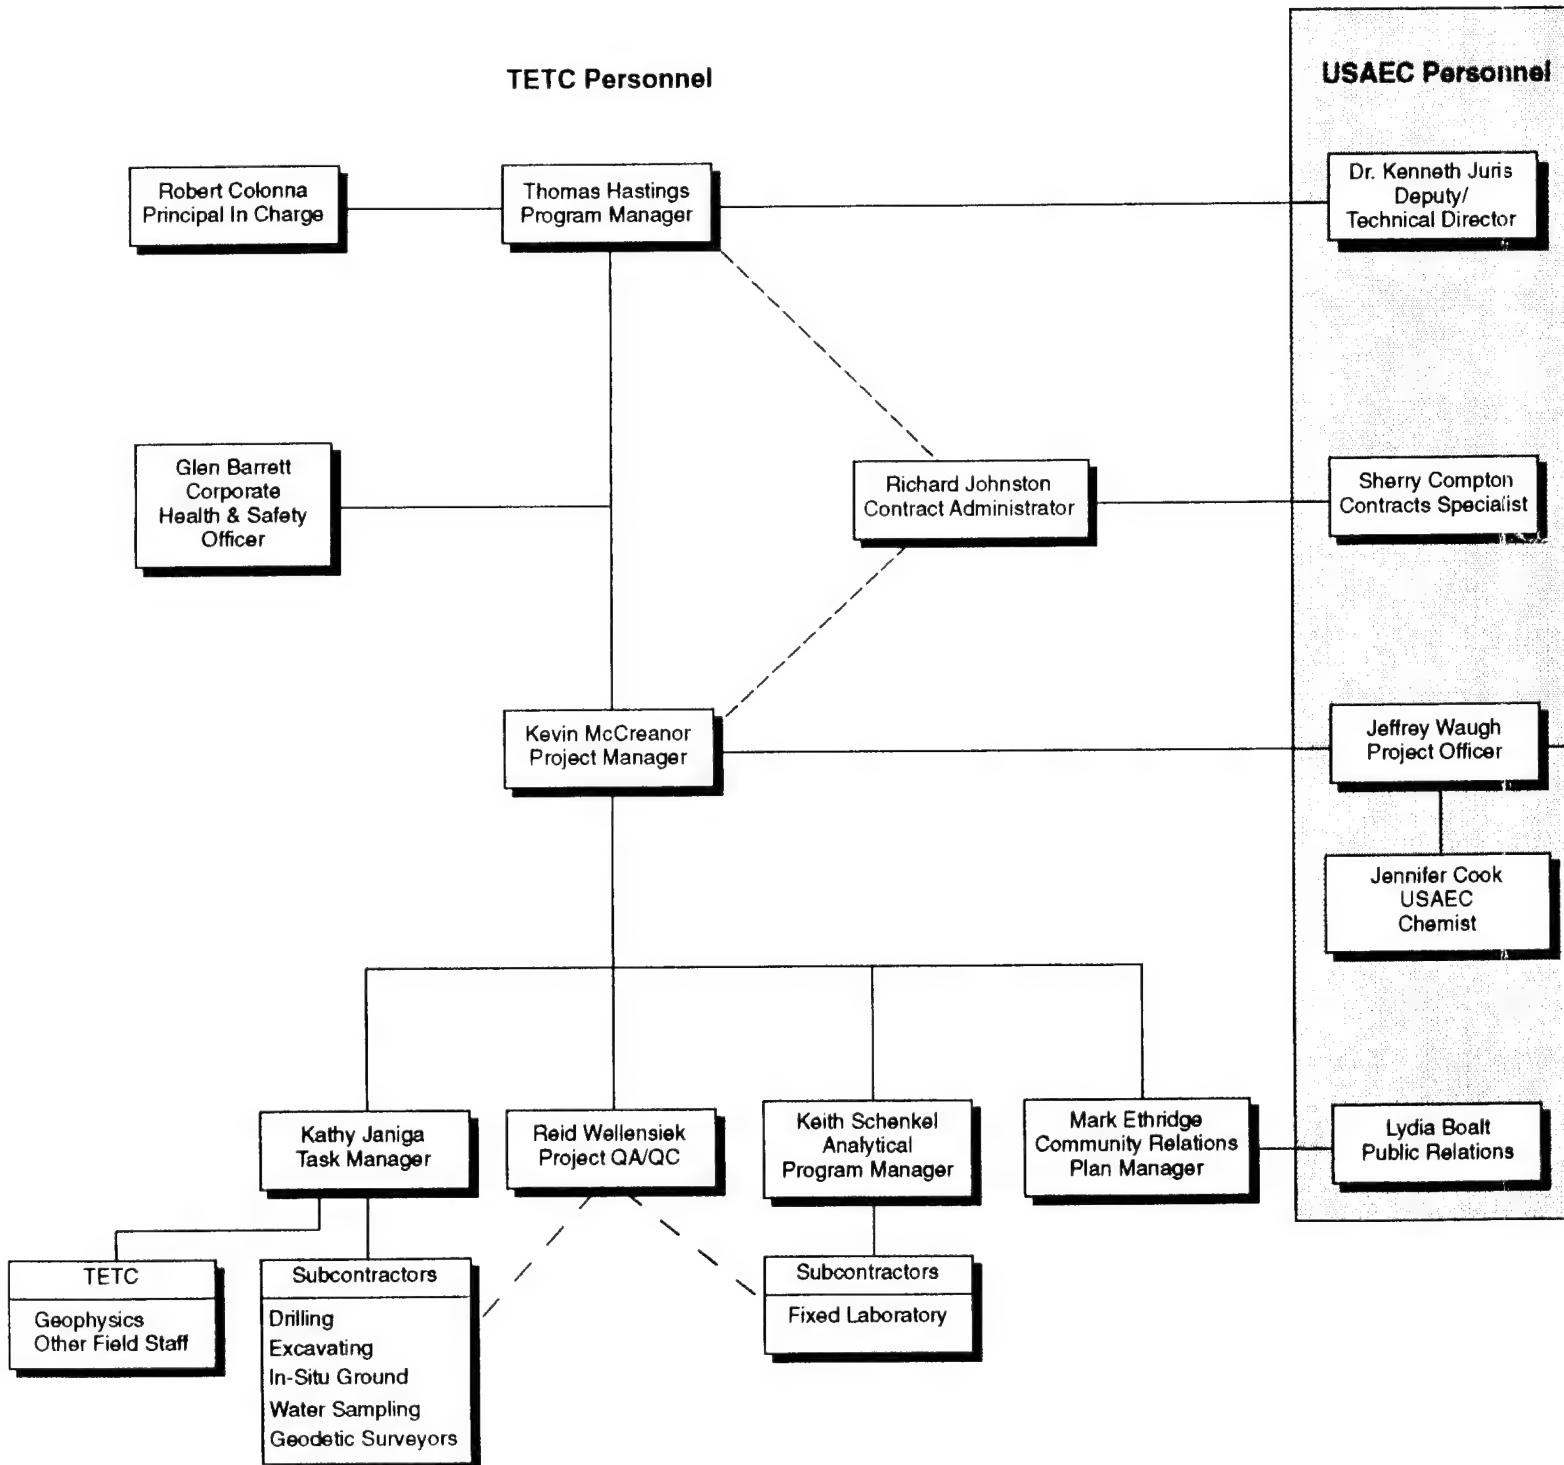 TETC Personnel
USAEC Personnel
Robert Colonna
Principal In Charge
Thomas Hastings
Program Manager
Dr. Kenneth Juris
Deputy/
Technical Director
Glen Barrett
Corporate
Health & Safety
Officer
Richard Johnston
Contract Administrator
Sherry Compton
Contracts Specialist
Kevin McCreanor
Project Manager
Jeffrey Waugh
Project Officer
Jennifer Cook
USAEC
Chemist
Kathy Janiga
Task Manager
Reid Wellensiek
Project QA/QC
Keith Schenkel
Analytical
Program Manager
Mark Ethridge
Community Relations
Plan Manager
Lydia Boalt
Public Relations
TETC
Geophysics
Other Field Staff
Subcontractors
Drilling
Excavating
In-Situ Ground
Water Sampling
Geodetic Surveyors
Subcontractors
Fixed Laboratory